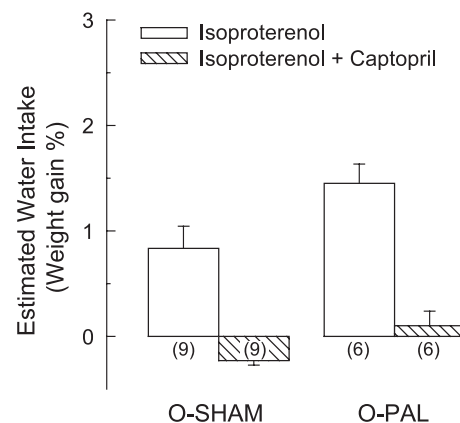 Estimated Water Intake
(Weight gain %)
3
2
1
0
Isoproterenol
Isoproterenol + Captopril
(9)
(9)
(6)
(6)
O-SHAM
O-PAL